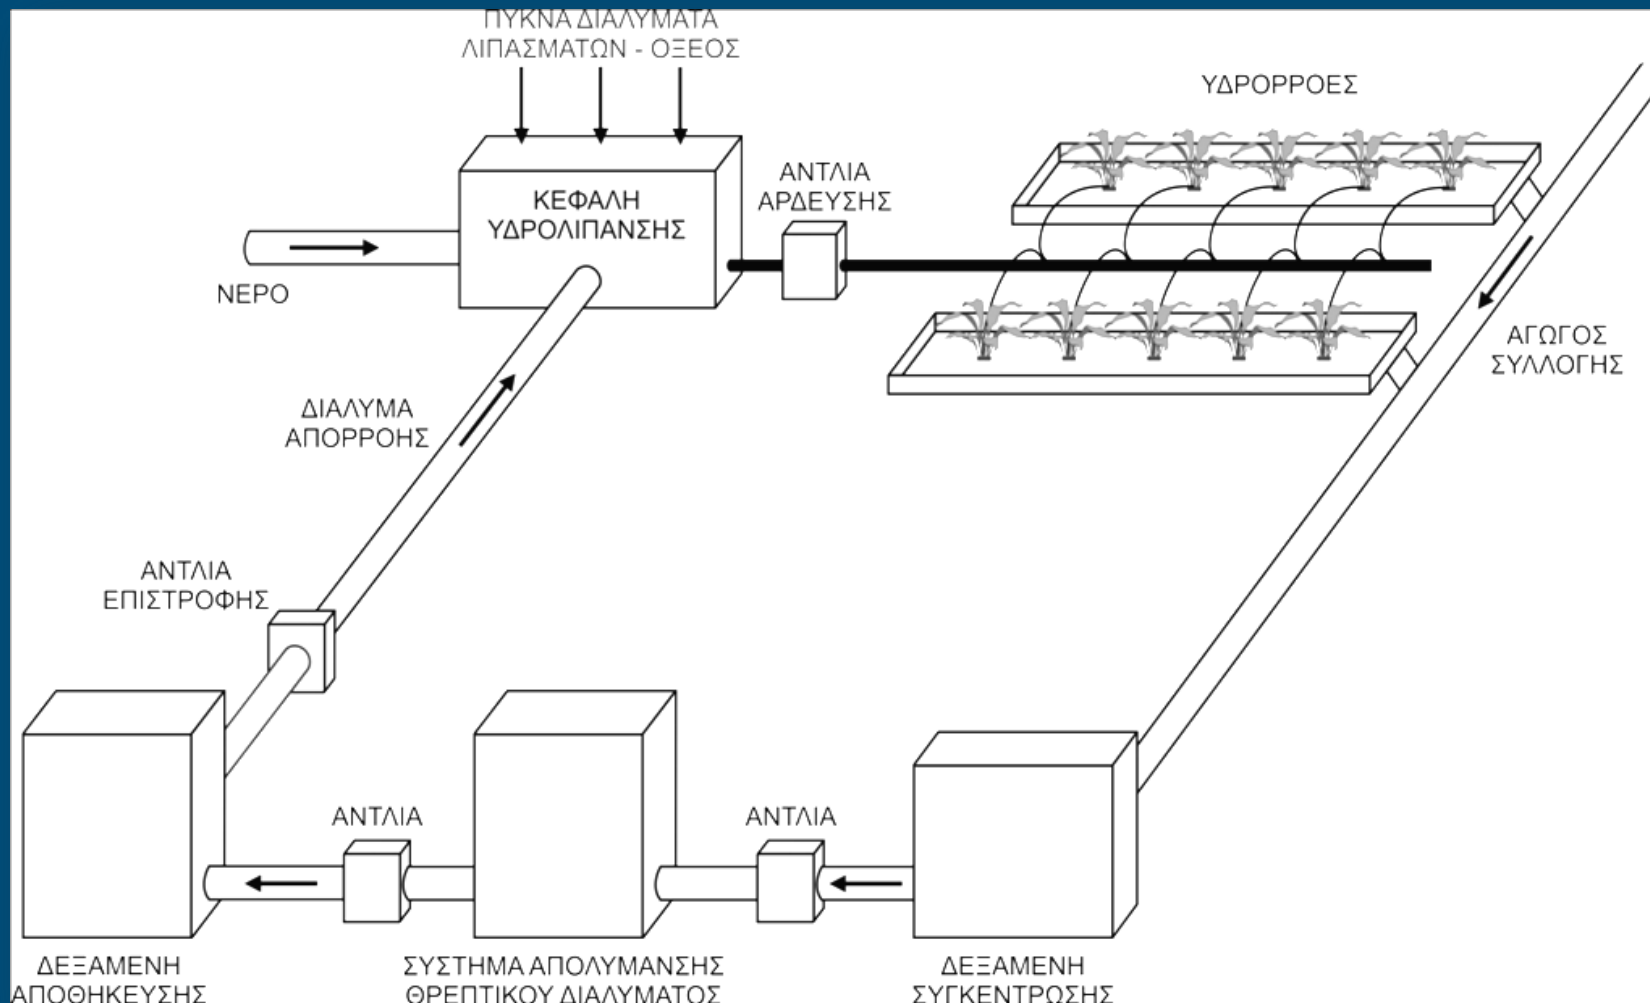 ΠΥΚΝΑ ΔΙΑΛΥΜΑΤΑ
ΛΙΠΑΣΜΑΤΩΝ - ΟΞΕΟΣ
ΥΔΡΟΡΡΟΕΣ
ΚΕΦΑΛΗ
ΥΔΡΟΛΙΠΑΝΣΗΣ
ΑΝΤΛΙΑ
ΑΡΔΕΥΣΗΣ
ΝΕΡΟ
ΑΓΩΓΟΣ
ΣΥΛΛΟΓΗΣ
ΔΙΑΛΥΜΑ
ΑΠΟΡΡΟΗΣ
ΑΝΤΛΙΑ
ΕΠΙΣΤΡΟΦΗΣ
ΑΝΤΛΙΑ
ΑΝΤΛΙΑ
ΔΕΞΑΜΕΝΗ
ΑΠΟΘΗΚΕΥΣΗΣ
ΣΥΣΤΗΜΑ ΑΠΟΛΥΜΑΝΣΗΣ
ΘΡΕΠΤΙΚΟΥ ΔΙΑΛΥΜΑΤΟΣ
ΔΕΞΑΜΕΝΗ
ΣΥΓΚΕΝΤΡΩΣΗΣ